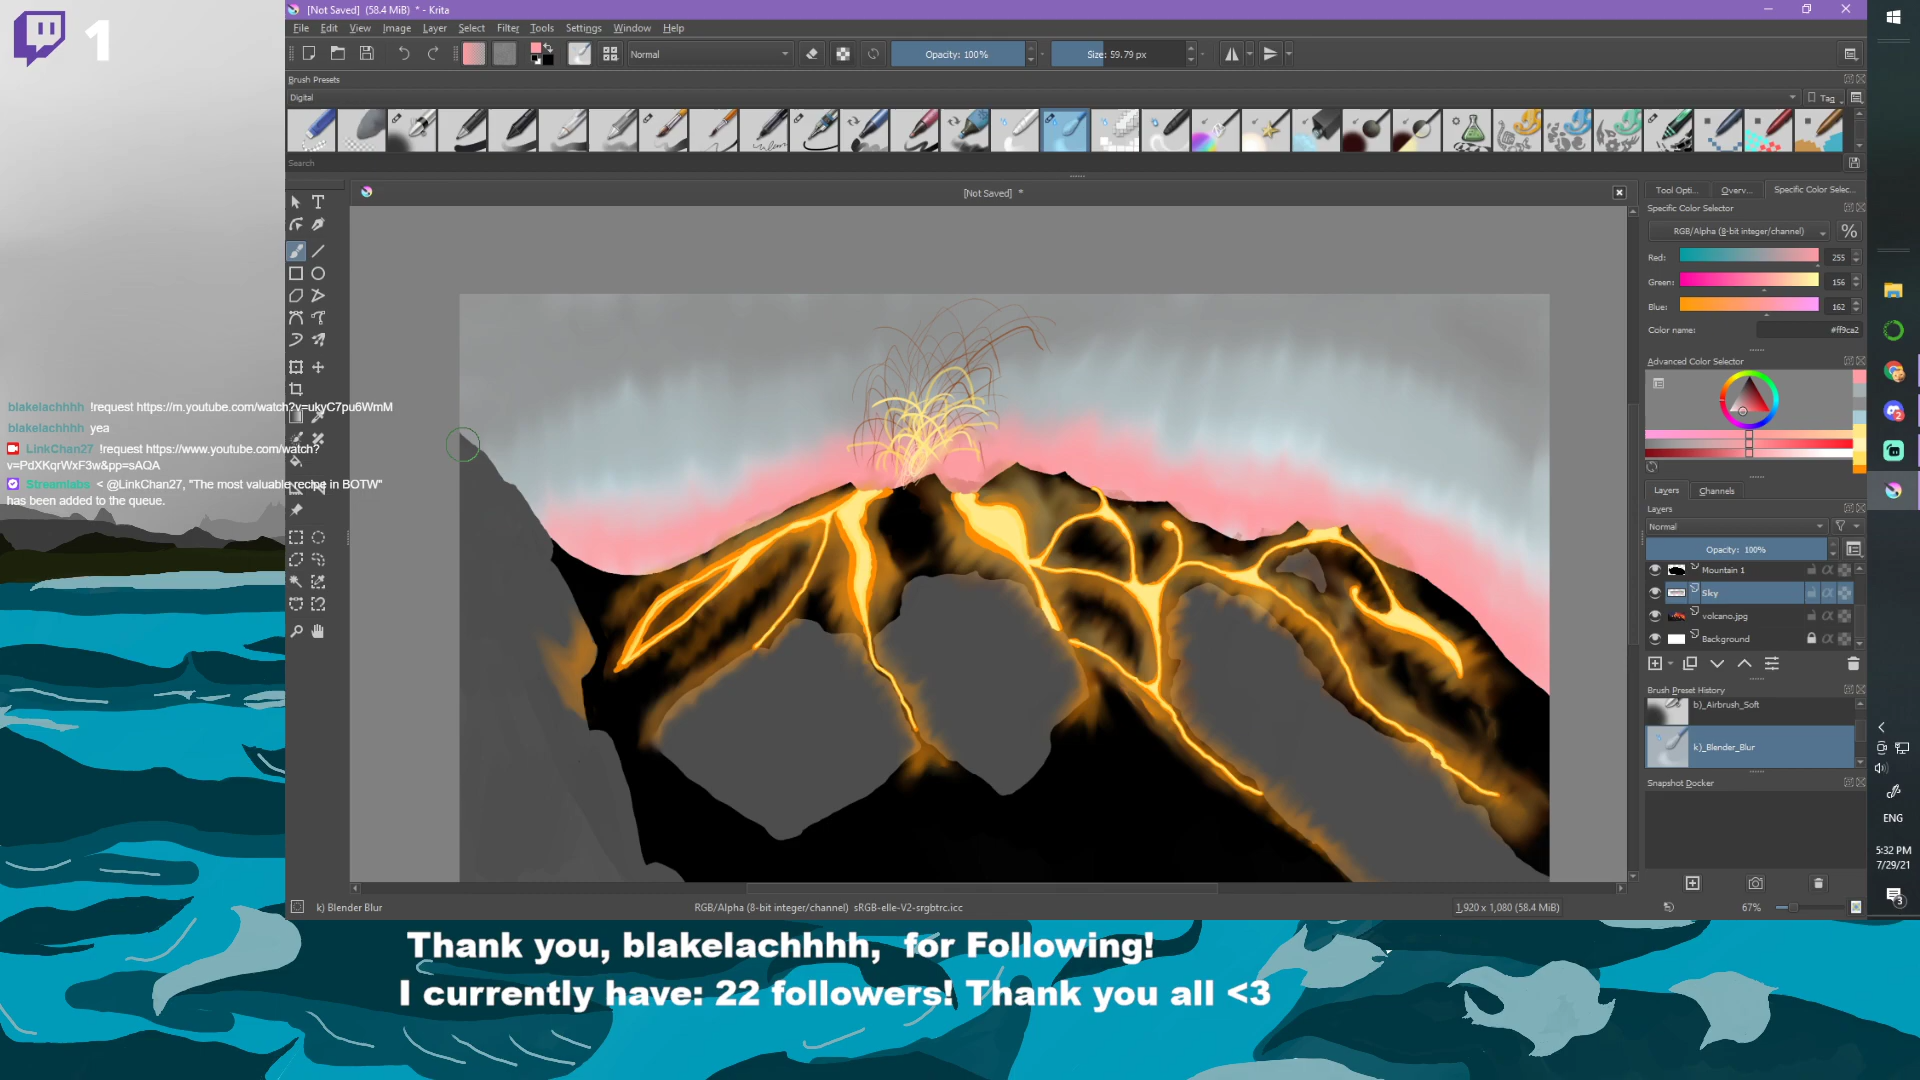 1
[Not Saved]  (58.4 MiB)  * - Krita
File Edit View Image Layer Select Filter Tools Settings Window Help
Normal
Opacity: 100%
Size: 59.79 px
Brush Presets
Digital
Tag
Search
[Not Saved]  *
Tool Opti... Overv... Specific Color Selec...
Specific Color Selector
RGB/Alpha (8-bit integer/channel) %
Red: 255
Green: 156
Blue: 162
Color name: #ff9ca2
Advanced Color Selector
blakelachhhh !request https://m.youtube.com/watch?v=ukyC7pu6WmM
blakelachhhh yea
LinkChan27 !request https://www.youtube.com/watch?
v=PdXKqrWxF3w&pp=sAQA
Streamlabs < @LinkChan27, "The most valuable recipe in BOTW"
has been added to the queue.
Layers Channels
Layers
Normal
Opacity: 100%
Mountain 1
Sky
volcano.jpg
Background
Brush Preset History
b)_Airbrush_Soft
k)_Blender_Blur
Snapshot Docker
ENG
5:32 PM
7/29/21
3
k) Blender Blur
RGB/Alpha (8-bit integer/channel)  sRGB-elle-V2-srgbtrc.icc
1,920 x 1,080 (58.4 MiB)
67%
Thank you, blakelachhhh,  for Following!
I currently have: 22 followers! Thank you all <3